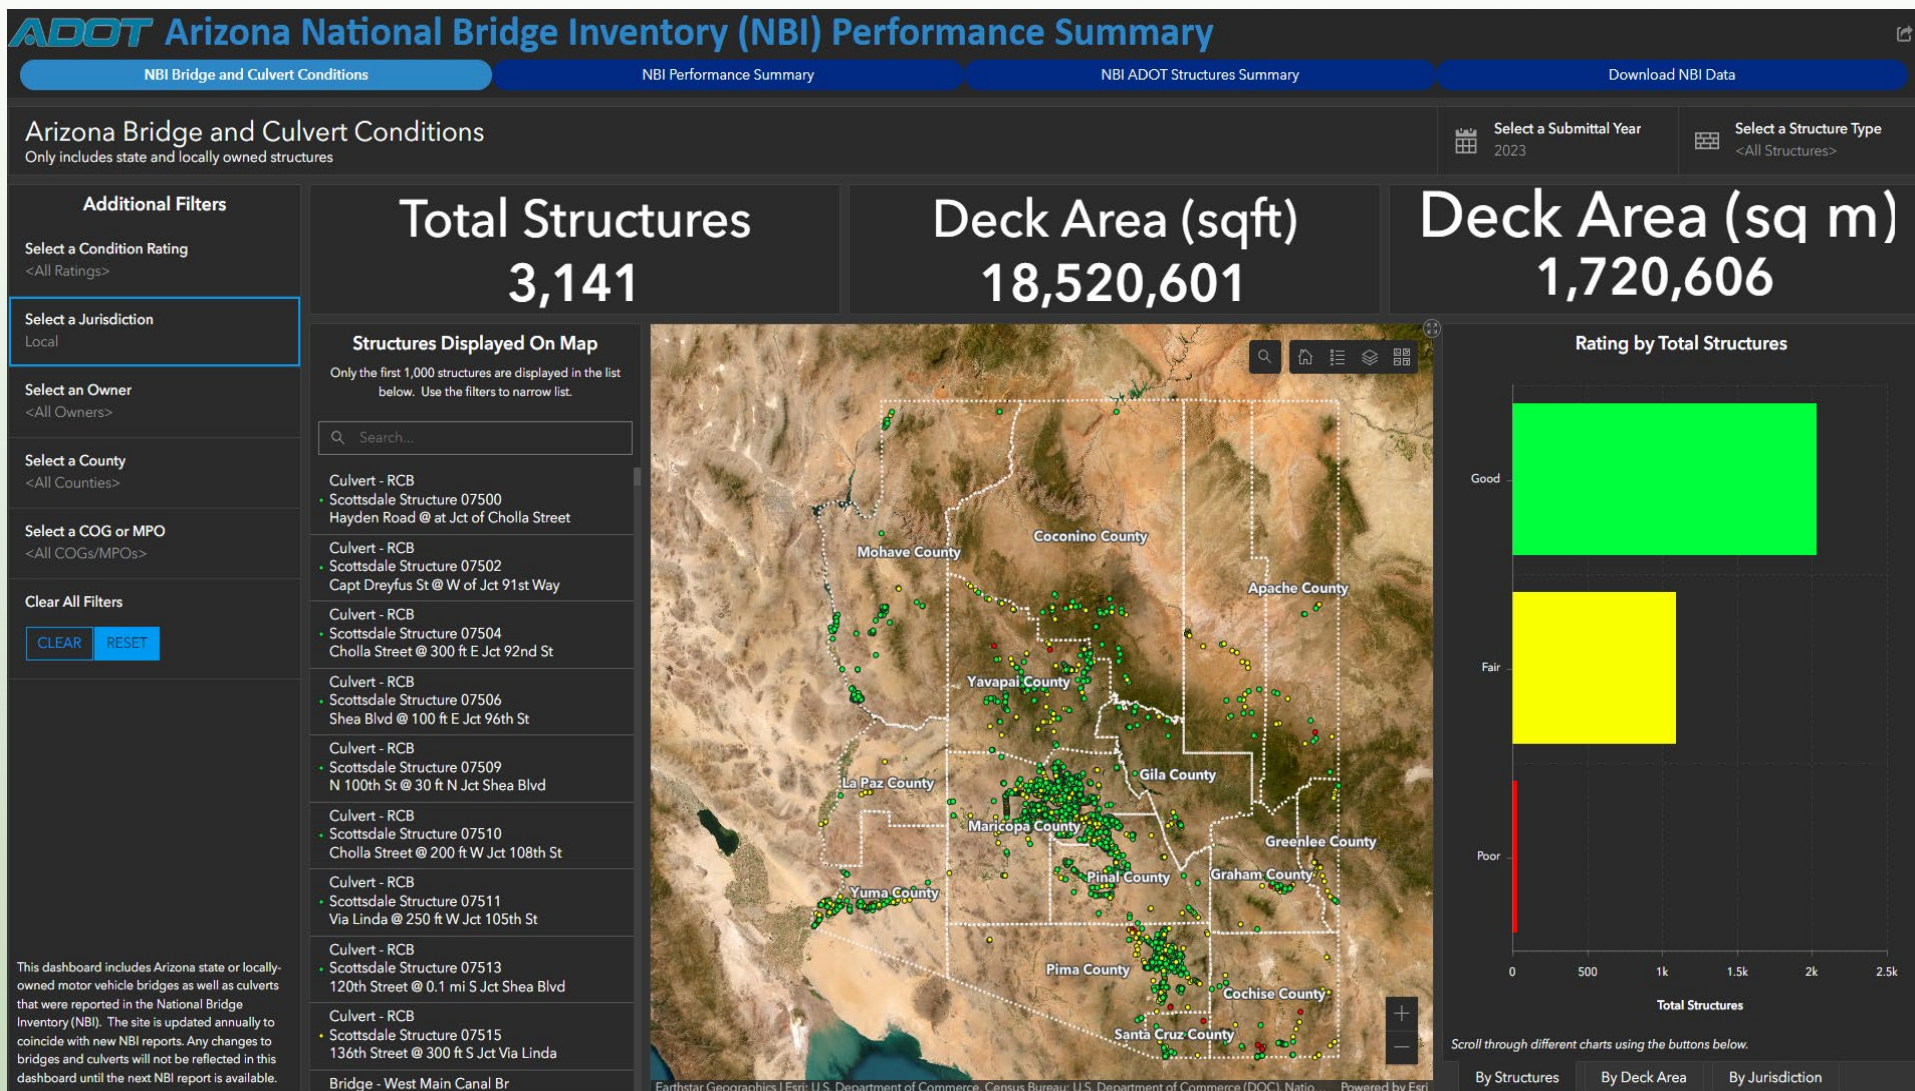 ADOT Arizona National Bridge Inventory (NBI) Performance Summary
NBI Bridge and Culvert Conditions
NBI Performance Summary
NBI ADOT Structures Summary
Download NBI Data
Arizona Bridge and Culvert Conditions
Only includes state and locally owned structures
Select a Submittal Year
2023
Select a Structure Type
<All Structures>
Additional Filters
Select a Condition Rating
<All Ratings>
Select a Jurisdiction
Local
Select an Owner
<All Owners>
Select a County
<All Counties>
Select a COG or MPO
<All COGs/MPOs>
Clear All Filters
CLEAR
RESET
This dashboard includes Arizona state or locally-
owned motor vehicle bridges as well as culverts
that were reported in the National Bridge
Inventory (NBI). The site is updated annually to
coincide with new NBI reports. Any changes to
bridges and culverts will not be reflected in this
dashboard until the next NBI report is available.
Total Structures
3,141
Deck Area (sqft)
18,520,601
Deck Area (sq m)
1,720,606
Structures Displayed On Map
Only the first 1,000 structures are displayed in the list
below. Use the filters to narrow list.
Search...
Culvert - RCB
Scottsdale Structure 07500
Hayden Road @ at Jct of Cholla Street
Culvert - RCB
Scottsdale Structure 07502
Capt Dreyfus St @ W of Jct 91st Way
Culvert - RCB
Scottsdale Structure 07504
Cholla Street @ 300 ft E Jct 92nd St
Culvert - RCB
Scottsdale Structure 07506
Shea Blvd @ 100 ft E Jct 96th St
Culvert - RCB
Scottsdale Structure 07509
N 100th St @ 30 ft N Jct Shea Blvd
Culvert - RCB
Scottsdale Structure 07510
Cholla Street @ 200 ft W Jct 108th St
Culvert - RCB
Scottsdale Structure 07511
Via Linda @ 250 ft W Jct 105th St
Culvert - RCB
Scottsdale Structure 07513
120th Street @ 0.1 mi S Jct Shea Blvd
Culvert - RCB
Scottsdale Structure 07515
136th Street @ 300 ft S Jct Via Linda
Bridge - West Main Canal Br
Mohave County
Coconino County
Apache County
Yavapai County
La Paz County
Gila County
Maricopa County
Greenlee County
Pinal County
Graham County
Yuma County
Pima County
Cochise County
Santa Cruz County
Earthstar Geographics | Esri; U.S. Department of Commerce, Census Bureau; U.S. Department of Commerce (DOC), Natio...
Powered by Esri
Rating by Total Structures
Good
Fair
Poor
0
500
1k
1.5k
2k
2.5k
Total Structures
Scroll through different charts using the buttons below.
By Structures
By Deck Area
By Jurisdiction